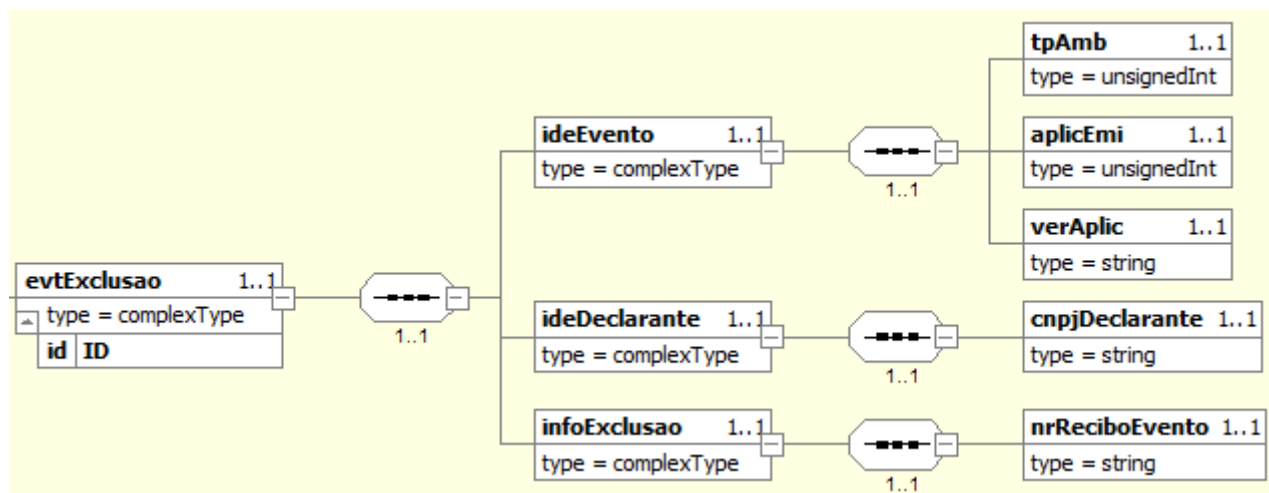 evtExclusao 1..1
type = complexType
id ID
1..1
ideEvento 1..1
type = complexType
1..1
tpAmb 1..1
type = unsignedInt
aplicEmi 1..1
type = unsignedInt
verAplic 1..1
type = string
ideDeclarante 1..1
type = complexType
1..1
cnpjDeclarante 1..1
type = string
infoExclusao 1..1
type = complexType
1..1
nrReciboEvento 1..1
type = string